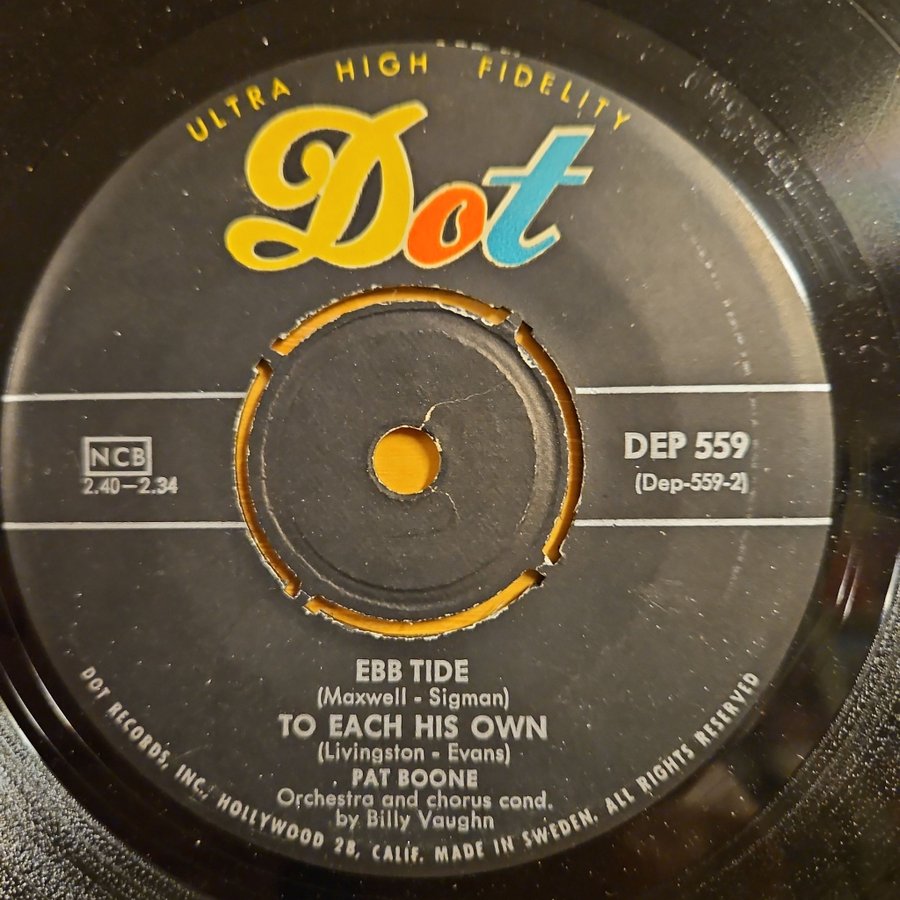 ULTRA HIGH FIDELITY
Dot
NCB
2.40—2.34
DEP 559
(Dep-559-2)
EBB TIDE
(Maxwell - Sigman)
TO EACH HIS OWN
(Livingston - Evans)
PAT BOONE
Orchestra and chorus cond.
by Billy Vaughn
DOT RECORDS, INC., HOLLYWOOD 28, CALIF. MADE IN SWEDEN. ALL RIGHTS RESERVED